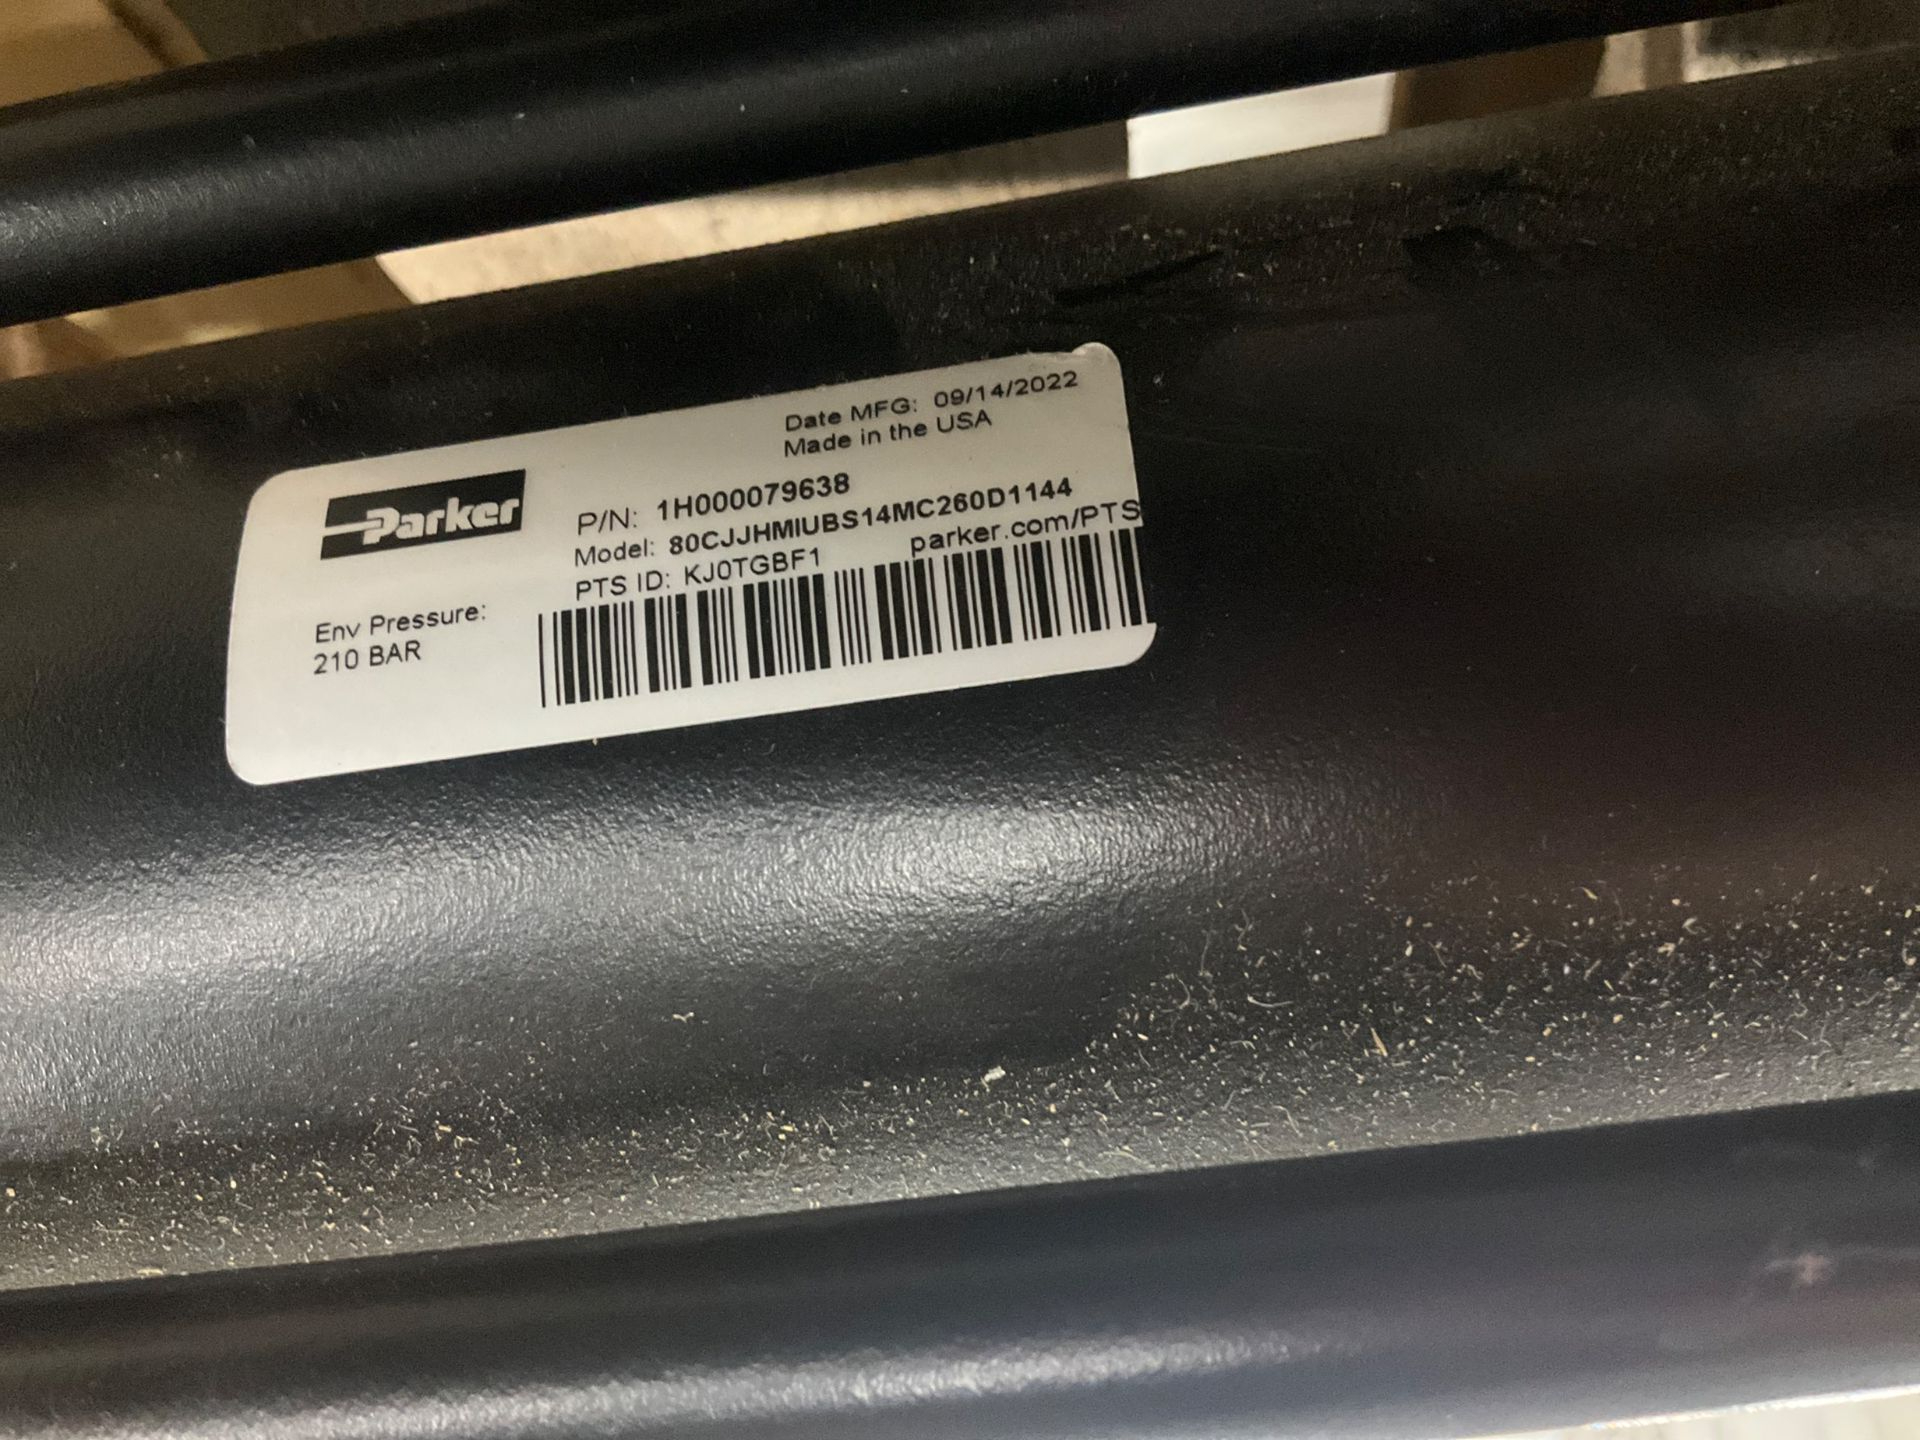 Date MFG: 09/14/2022
Made in the USA
Parker
P/N: 1H000079638
Model: 80CJJHMIUBS14MC260D1144
PTS ID: KJ0TGBF1 parker.com/PTS
Env Pressure:
210 BAR